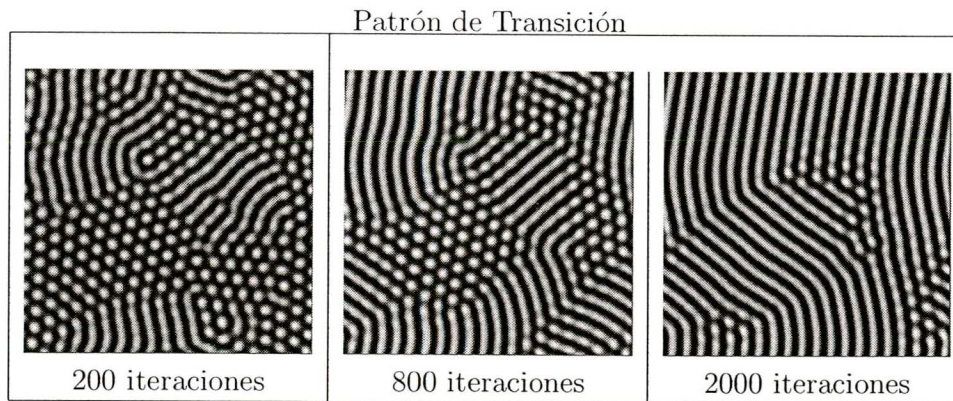 Patrón de Transición
200 iteraciones
800 iteraciones
2000 iteraciones